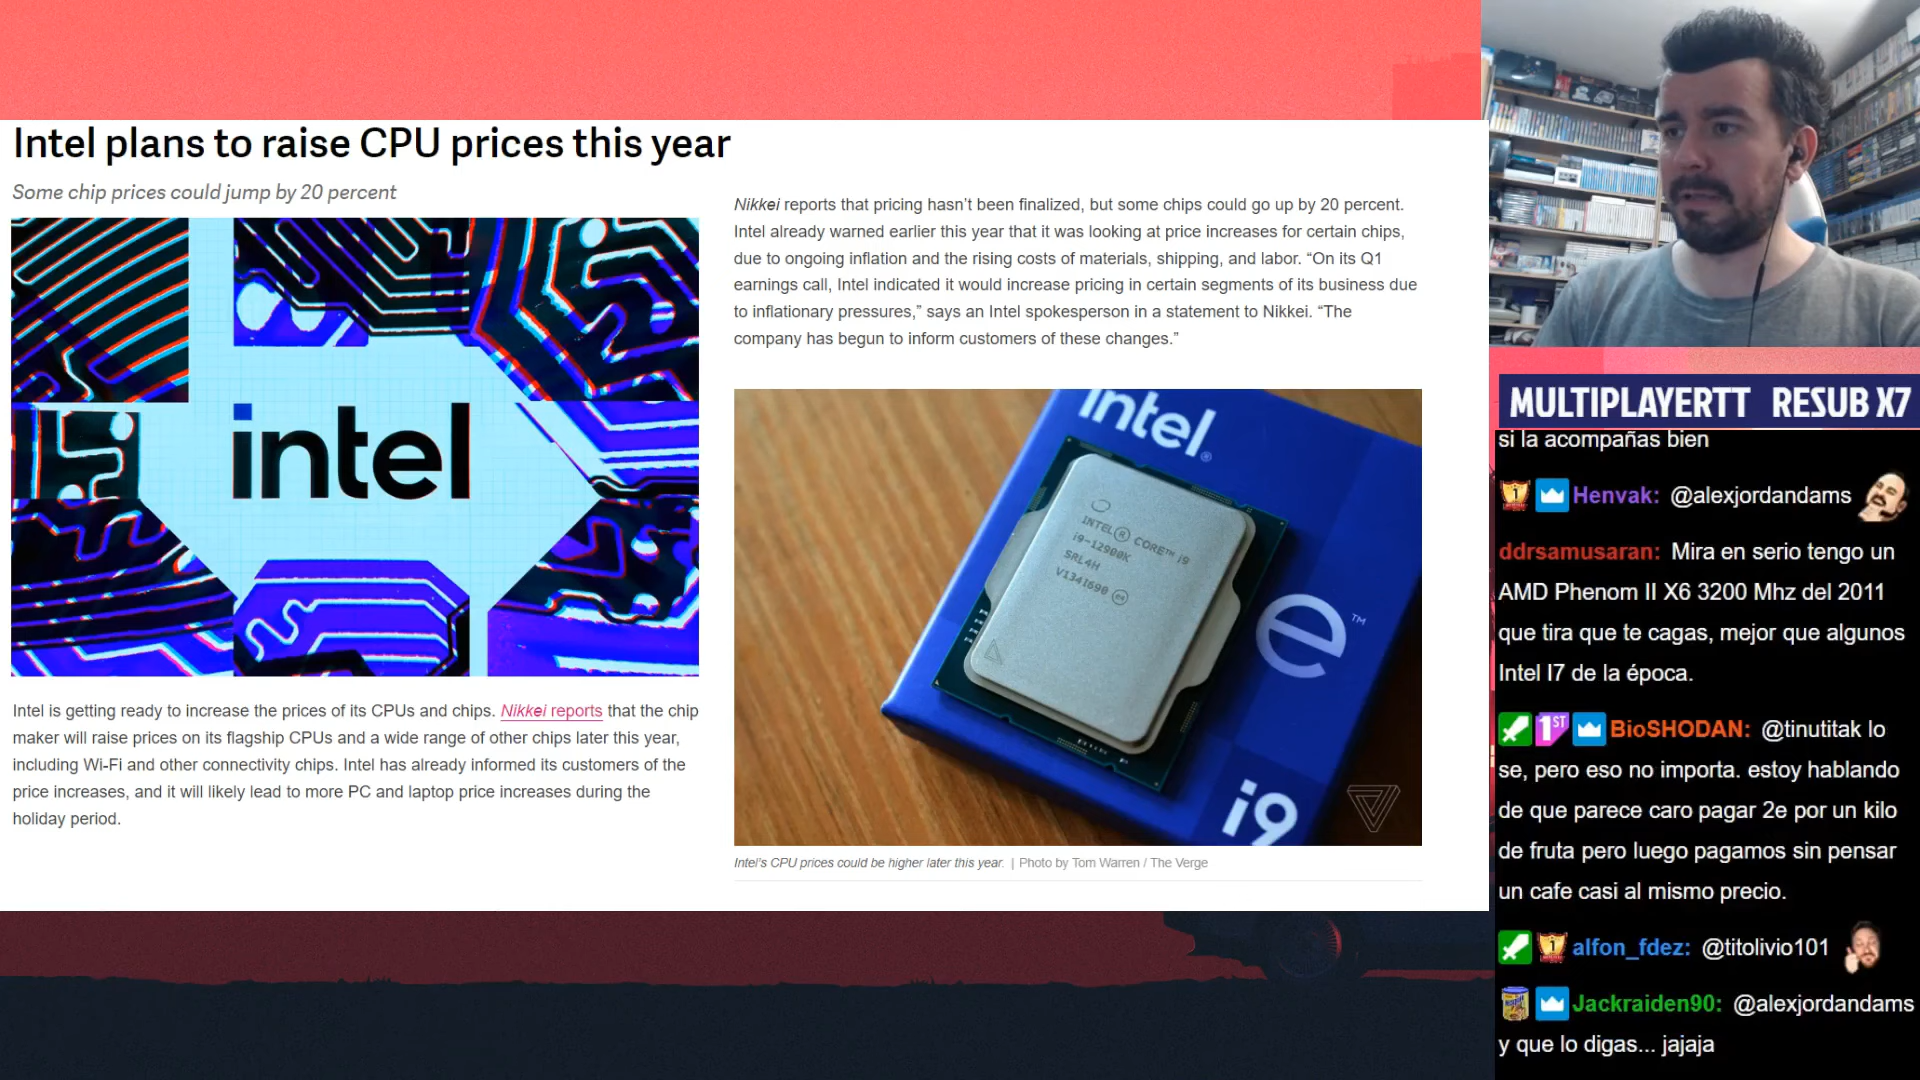 Intel plans to raise CPU prices this year
Some chip prices could jump by 20 percent
intel
Intel is getting ready to increase the prices of its CPUs and chips. Nikkei reports that the chip
maker will raise prices on its flagship CPUs and a wide range of other chips later this year,
including Wi-Fi and other connectivity chips. Intel has already informed its customers of the
price increases, and it will likely lead to more PC and laptop price increases during the
holiday period.
Nikkei reports that pricing hasn’t been finalized, but some chips could go up by 20 percent.
Intel already warned earlier this year that it was looking at price increases for certain chips,
due to ongoing inflation and the rising costs of materials, shipping, and labor. “On its Q1
earnings call, Intel indicated it would increase pricing in certain segments of its business due
to inflationary pressures,” says an Intel spokesperson in a statement to Nikkei. “The
company has begun to inform customers of these changes.”
intel®
INTEL® CORE™ i9
i9-12900K
SRL4H
V134I690 e4
e™
i9
Intel’s CPU prices could be higher later this year. | Photo by Tom Warren / The Verge
MULTIPLAYERTT RESUB X7
si la acompañas bien
1 Henvak: @alexjordandams
ddrsamusaran: Mira en serio tengo un
AMD Phenom II X6 3200 Mhz del 2011
que tira que te cagas, mejor que algunos
Intel I7 de la época.
1ST BioSHODAN: @tinutitak lo
se, pero eso no importa. estoy hablando
de que parece caro pagar 2e por un kilo
de fruta pero luego pagamos sin pensar
un cafe casi al mismo precio.
1 alfon_fdez: @titolivio101
Jackraiden90: @alexjordandams
y que lo digas... jajaja